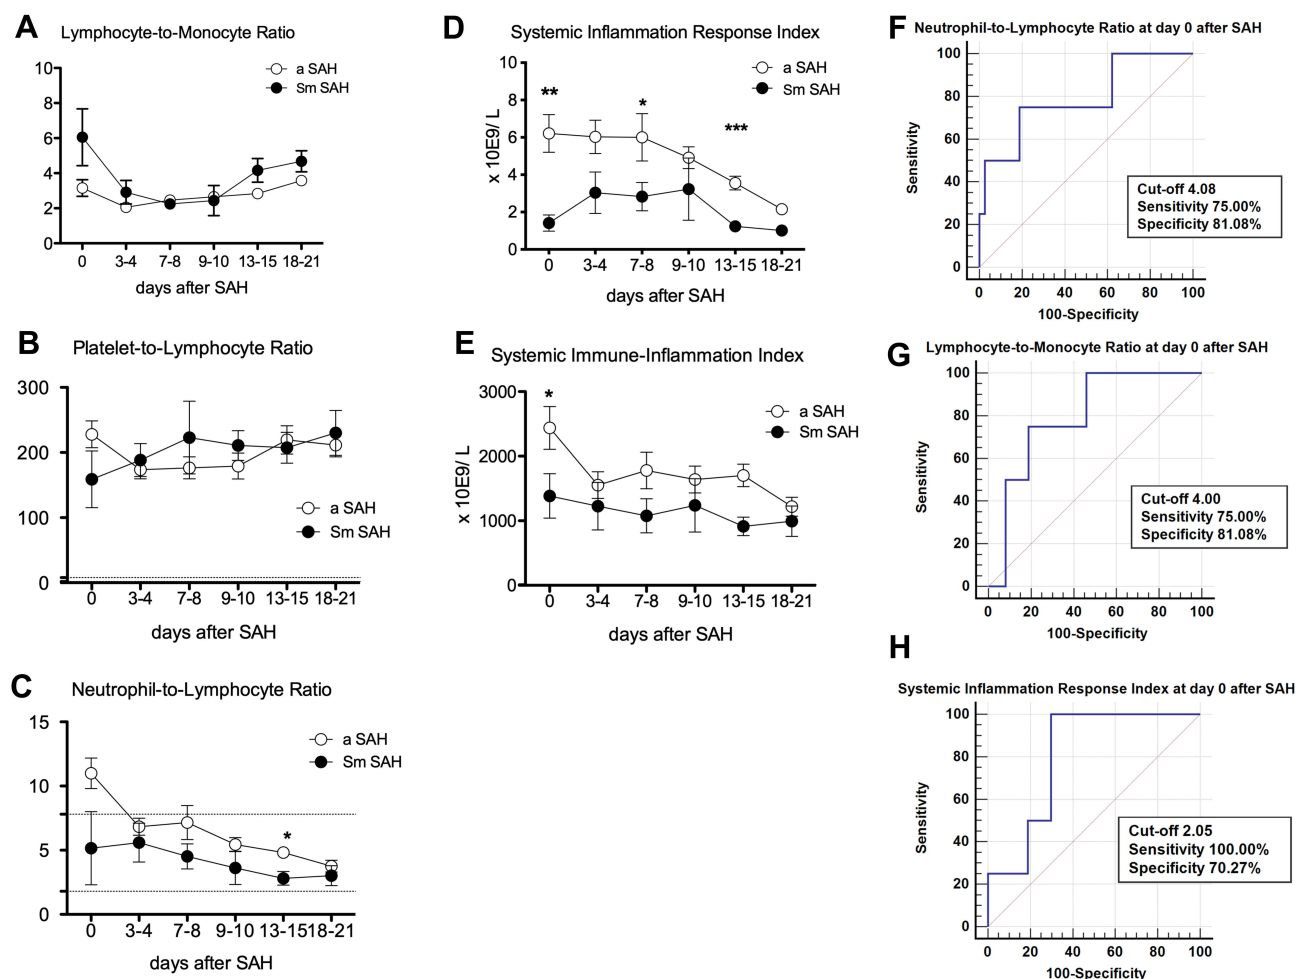 A
Lymphocyte-to-Monocyte Ratio
a SAH
Sm SAH
10
8
6
4
2
0
0 3-4 7-8 9-10 13-15 18-21
days after SAH
B
Platelet-to-Lymphocyte Ratio
300
200
100
0
a SAH
Sm SAH
0 3-4 7-8 9-10 13-15 18-21
days after SAH
C
Neutrophil-to-Lymphocyte Ratio
15
10
5
0
a SAH
Sm SAH
*
0 3-4 7-8 9-10 13-15 18-21
days after SAH
D
Systemic Inflammation Response Index
x 10E9/ L
10
8
6
4
2
0
a SAH
Sm SAH
** * ***
0 3-4 7-8 9-10 13-15 18-21
days after SAH
E
Systemic Immune-Inflammation Index
x 10E9/ L
3000
2000
1000
0
*
a SAH
Sm SAH
0 3-4 7-8 9-10 13-15 18-21
days after SAH
F
Neutrophil-to-Lymphocyte Ratio at day 0 after SAH
Sensitivity
100
80
60
40
20
0
Cut-off 4.08
Sensitivity 75.00%
Specificity 81.08%
0 20 40 60 80 100
100-Specificity
G
Lymphocyte-to-Monocyte Ratio at day 0 after SAH
Sensitivity
100
80
60
40
20
0
Cut-off 4.00
Sensitivity 75.00%
Specificity 81.08%
0 20 40 60 80 100
100-Specificity
H
Systemic Inflammation Response Index at day 0 after SAH
Sensitivity
100
80
60
40
20
0
Cut-off 2.05
Sensitivity 100.00%
Specificity 70.27%
0 20 40 60 80 100
100-Specificity